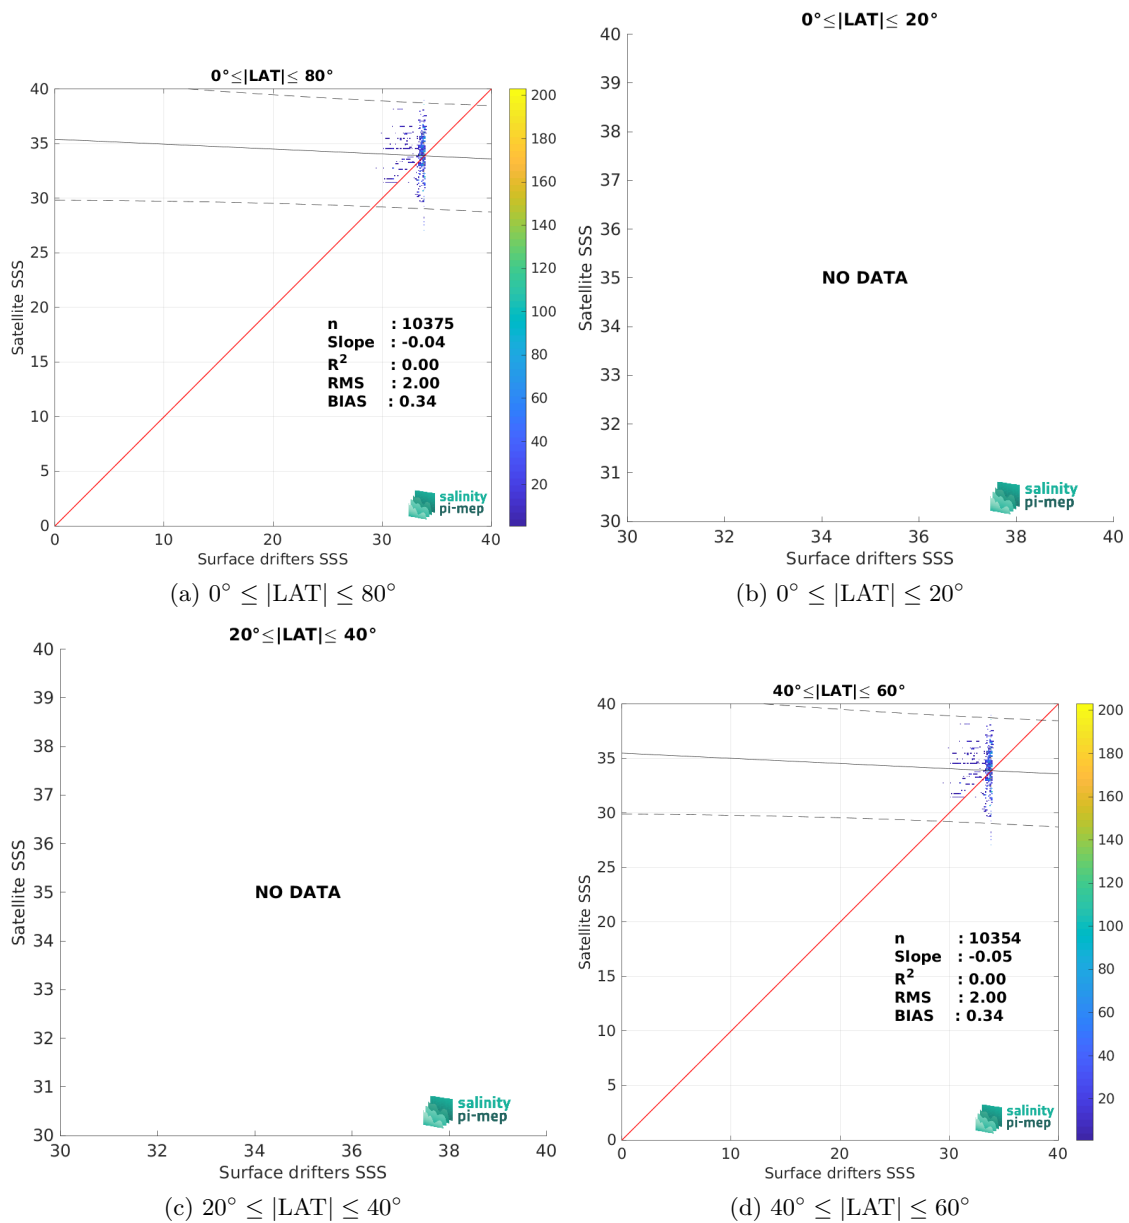 0°≤|LAT|≤ 80°
40
35
30
25
20
15
10
5
0
Satellite SSS
0
10
20
30
40
Surface drifters SSS
200
180
160
140
120
100
80
60
40
20
n : 10375
Slope : -0.04
R² : 0.00
RMS : 2.00
BIAS : 0.34
salinity
pi-mep
(a) 0° ≤ |LAT| ≤ 80°
0°≤|LAT|≤ 20°
40
39
38
37
36
35
34
33
32
31
30
Satellite SSS
NO DATA
30
32
34
36
38
40
Surface drifters SSS
salinity
pi-mep
(b) 0° ≤ |LAT| ≤ 20°
20°≤|LAT|≤ 40°
40
39
38
37
36
35
34
33
32
31
30
Satellite SSS
NO DATA
30
32
34
36
38
40
Surface drifters SSS
salinity
pi-mep
(c) 20° ≤ |LAT| ≤ 40°
40°≤|LAT|≤ 60°
40
35
30
25
20
15
10
5
0
Satellite SSS
0
10
20
30
40
Surface drifters SSS
200
180
160
140
120
100
80
60
40
20
n : 10354
Slope : -0.05
R² : 0.00
RMS : 2.00
BIAS : 0.34
salinity
pi-mep
(d) 40° ≤ |LAT| ≤ 60°